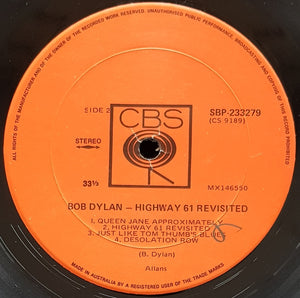 ALL RIGHTS OF THE MANUFACTURER, AND OF THE OWNER OF THE RECORDED WORK RESERVED. UNAUTHORISED PUBLIC PERFORMANCE, BROADCASTING AND COPYING OF THIS RECORD PROHIBITED
CBS
SIDE 2
SBP-233279
(CS 9189)
STEREO
33⅓
MX146550
BOB DYLAN – HIGHWAY 61 REVISITED
1. QUEEN JANE APPROXIMATELY
2. HIGHWAY 61 REVISITED
3. JUST LIKE TOM THUMB'S BLUES
4. DESOLATION ROW
(B. Dylan)
Allans
MADE IN AUSTRALIA BY A REGISTERED USER OF THE TRADE MARKS